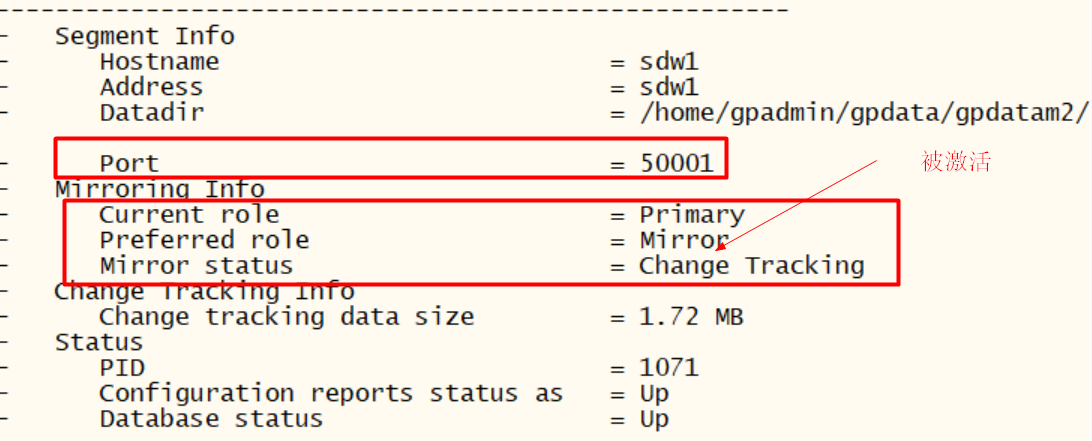 -----------------------------------------------------
- Segment Info
- Hostname = sdw1
- Address = sdw1
- Datadir = /home/gpadmin/gpdata/gpdatam2/
- Port = 50001
被激活
- Mirroring Info
- Current role = Primary
- Preferred role = Mirror
- Mirror status = Change Tracking
- Change Tracking Info
- Change tracking data size = 1.72 MB
- Status
- PID = 1071
- Configuration reports status as = Up
- Database status = Up